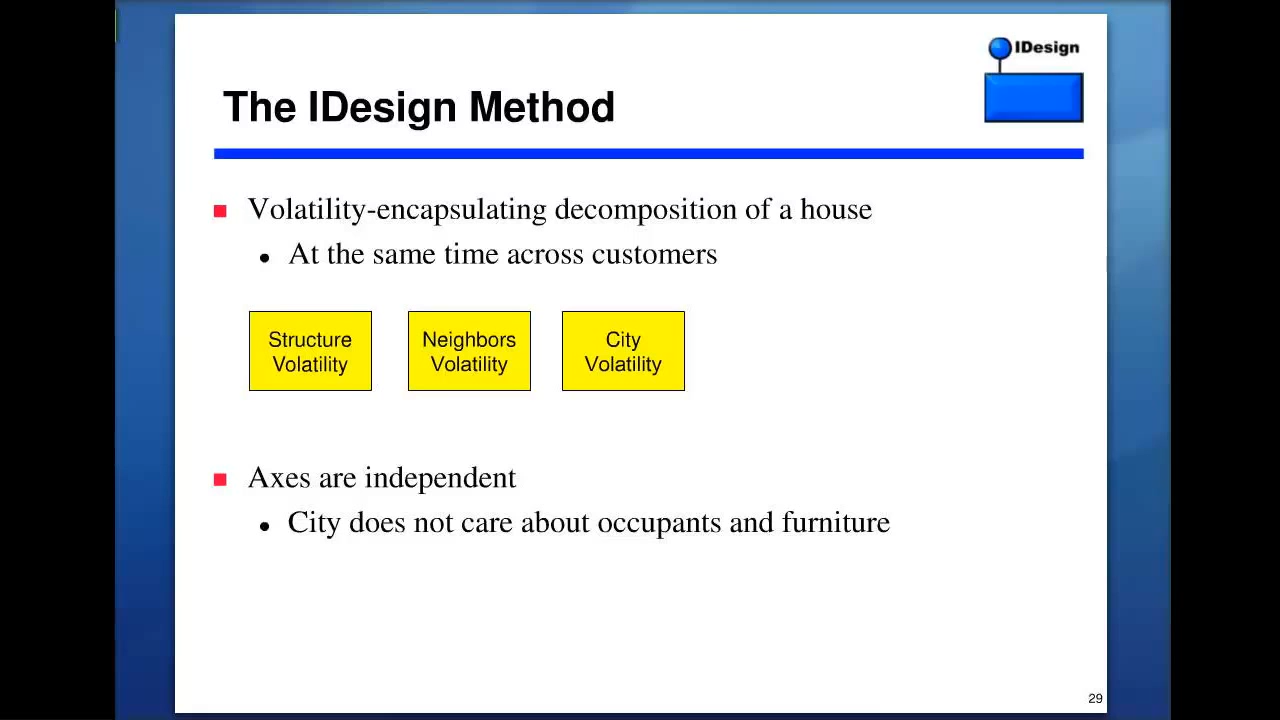 IDesign
The IDesign Method
Volatility-encapsulating decomposition of a house
At the same time across customers
Structure
Volatility
Neighbors
Volatility
City
Volatility
Axes are independent
City does not care about occupants and furniture
29